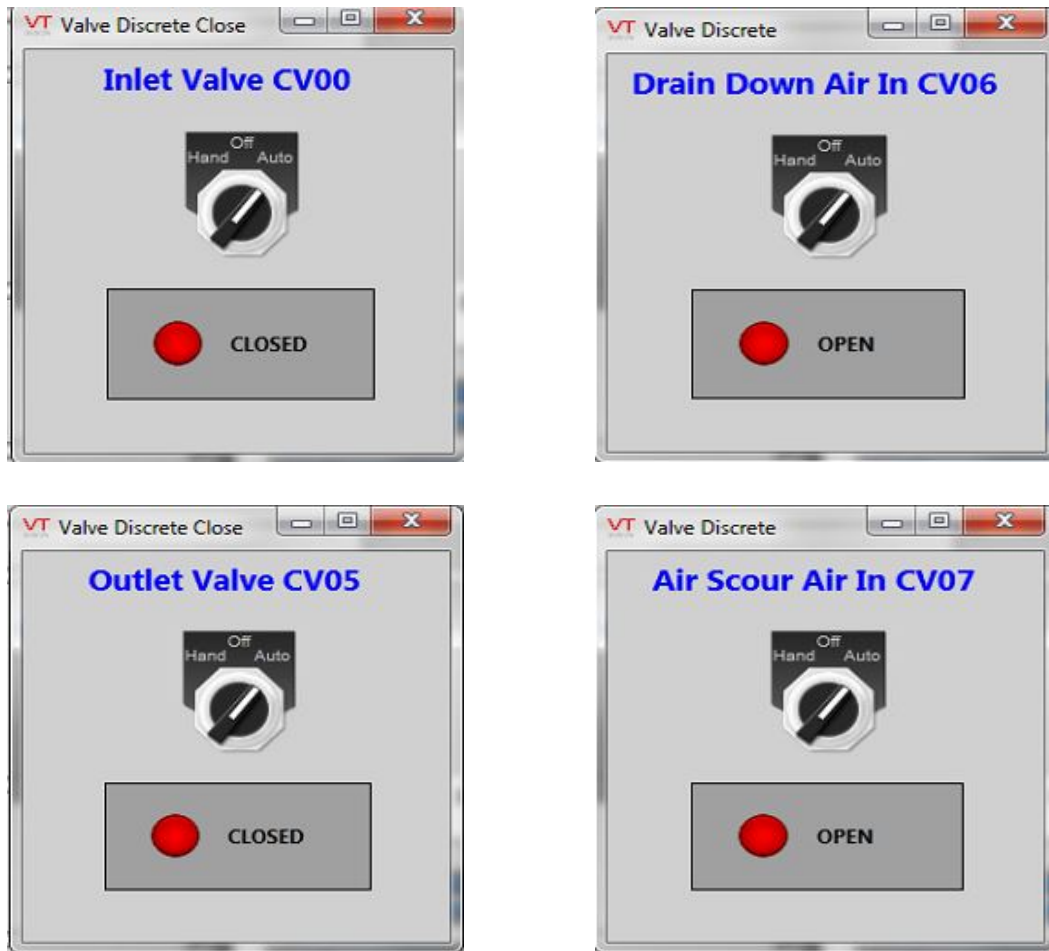 VT Valve Discrete Close
Inlet Valve CV00
Off
Hand Auto
CLOSED
VT Valve Discrete
Drain Down Air In CV06
Off
Hand Auto
OPEN
VT Valve Discrete Close
Outlet Valve CV05
Off
Hand Auto
CLOSED
VT Valve Discrete
Air Scour Air In CV07
Off
Hand Auto
OPEN